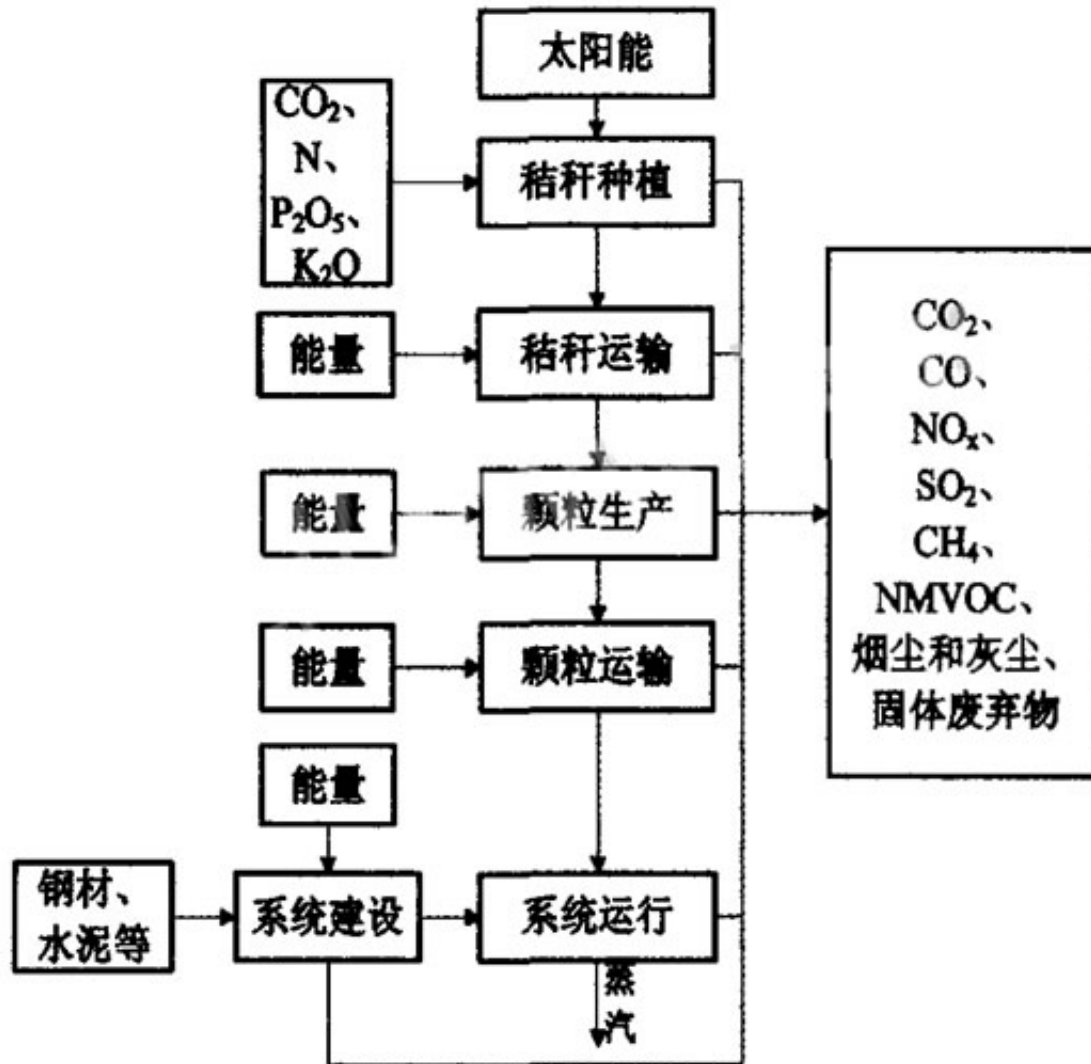 太阳能
CO₂、
N、
P₂O₅、
K₂O
秸秆种植
能量
秸秆运输
能量
颗粒生产
能量
颗粒运输
能量
钢材、
水泥等
系统建设
系统运行
蒸
汽
CO₂、
CO、
NOₓ、
SO₂、
CH₄、
NMVOC、
烟尘和灰尘、
固体废弃物